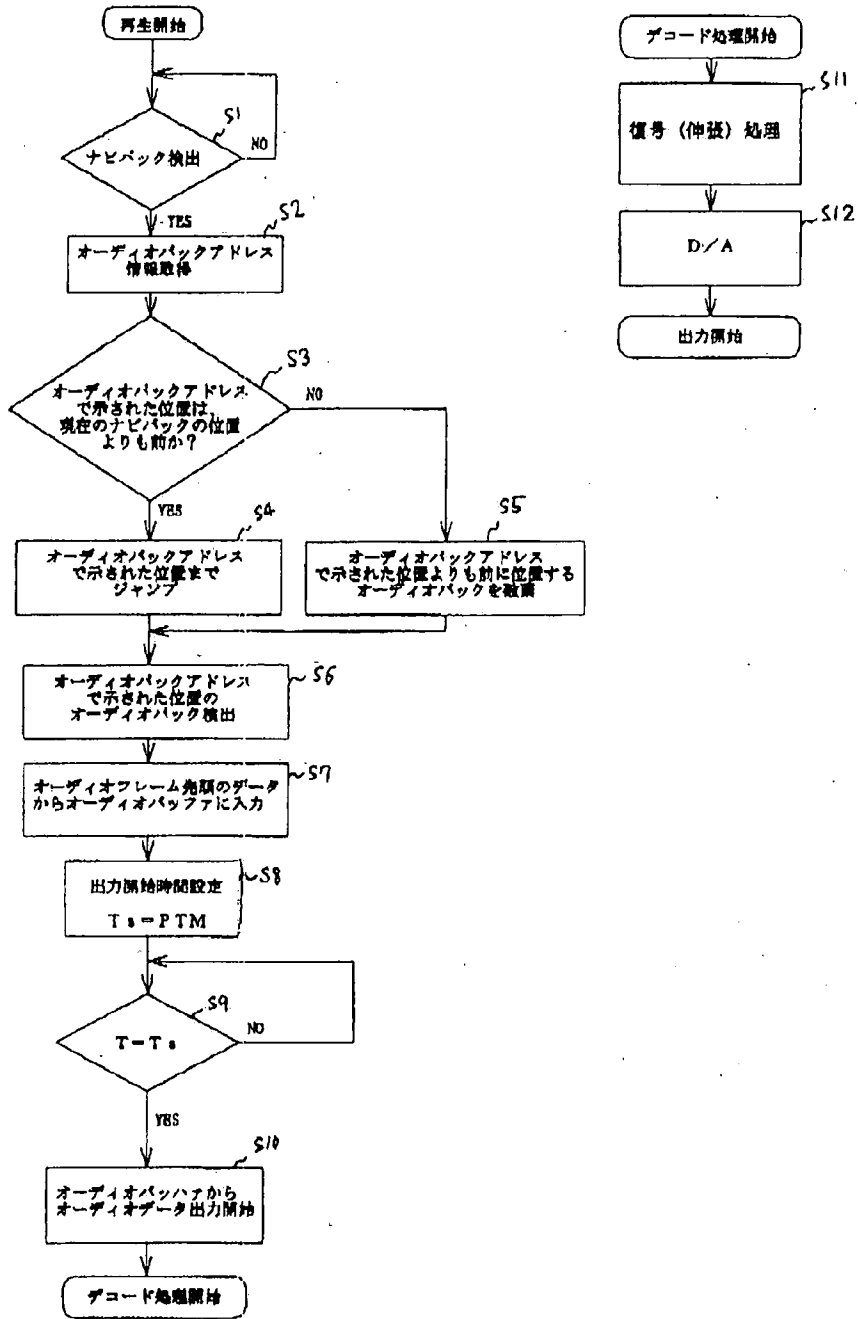 再生開始
S1
ナビパック検出
NO
YES
S2
オーディオパックアドレス
情報取得
S3
オーディオパックアドレス
で示された位置は、
現在のナビパックの位置
よりも前か？
NO
YES
S4
オーディオパックアドレス
で示された位置まで
ジャンプ
S5
オーディオパックアドレス
で示された位置よりも前に位置する
オーディオパックを破棄
S6
オーディオパックアドレス
で示された位置の
オーディオパック検出
S7
オーディオフレーム先頭のデータ
からオーディオバッファに入力
S8
出力開始時間設定
Ts＝PTM
S9
T＝Ts
NO
YES
S10
オーディオバッファから
オーディオデータ出力開始
デコード処理開始
デコード処理開始
S11
復号（伸張）処理
S12
D／A
出力開始